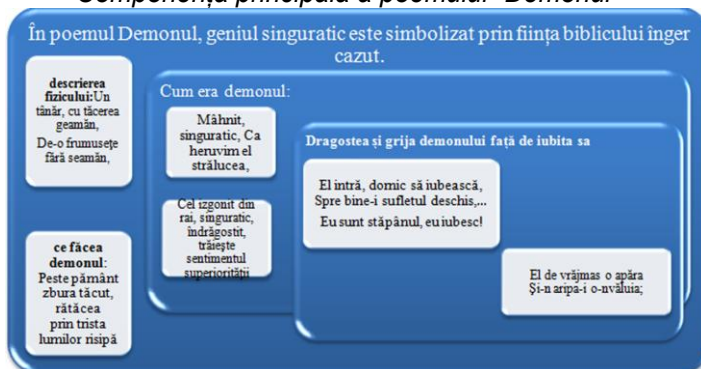 Componența principală a poemului "Demonul"
În poemul Demonul, geniul singuratic este simbolizat prin ființa biblicului înger
cazut.
descrierea
fizicului:Un
tânăr, cu tăcerea
geamăn,
De-o frumusețe
fără seamăn,
ce făcea
demonul:
Peste pământ
zbura tăcut,
rătăcea
prin trista
lumilor risipă
Cum era demonul:
Mâhnit,
singuratic, Ca
heruvim el
strălucea,
Cel izgonit din
rai, singuratic,
îndrăgostit,
trăiește
sentimentul
superiorității
Dragostea și grija demonului față de iubita sa
El intră, dornic să iubească,
Spre bine-i sufletul deschis,...
Eu sunt stăpânul, eu iubesc!
El de vrăjmaș o apăra
Și-n aripa-i o-nvăluia;